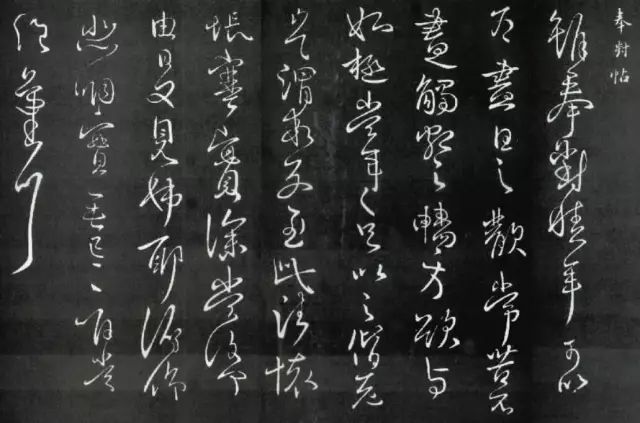 奉對帖
雖奉對積年可以
為盡日之歡常苦不
盡觸額之暢方欲与
姊極當年之足以之偕老
豈謂乖別至此諸懷
悵塞實深當復何
由日夕見姊耶俯仰
悲咽實無已已唯當
絕氣耳